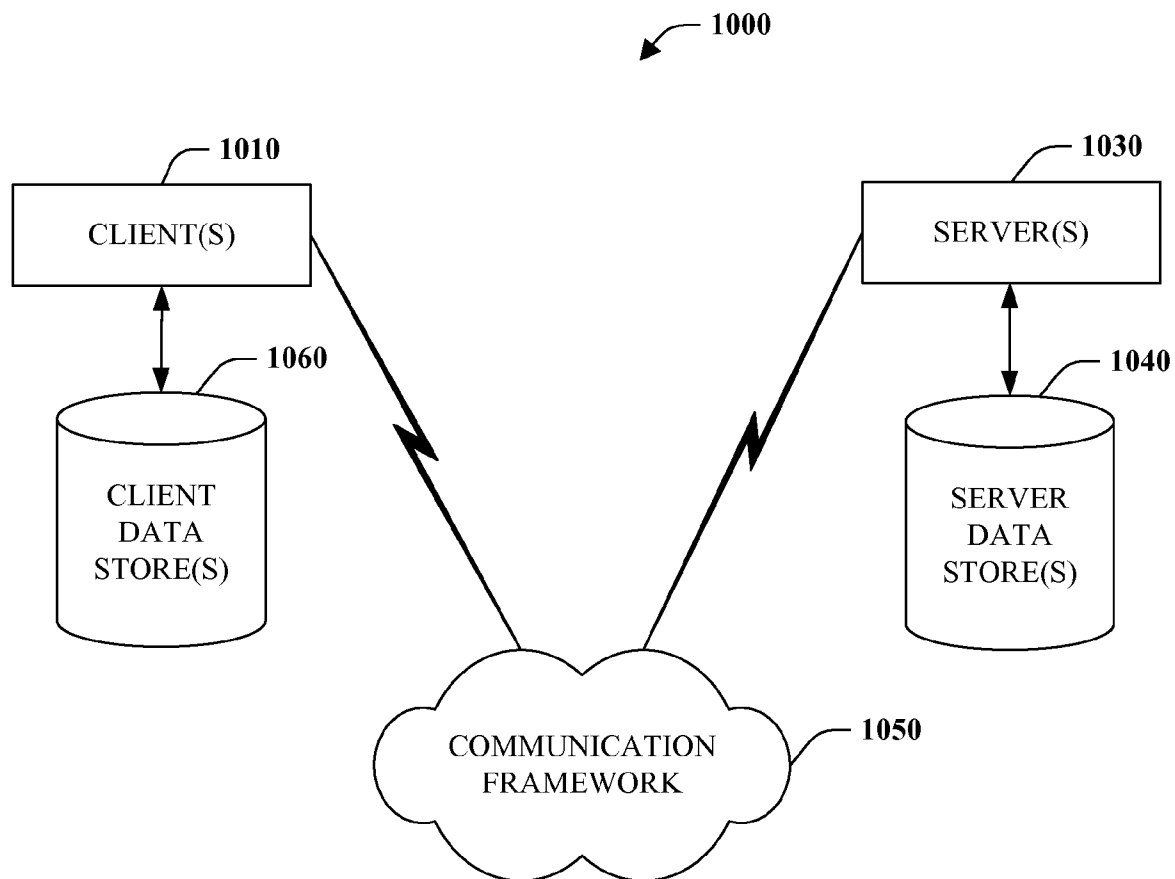 1000
1010
1030
CLIENT(S)
SERVER(S)
1060
1040
CLIENT
DATA
STORE(S)
SERVER
DATA
STORE(S)
1050
COMMUNICATION
FRAMEWORK